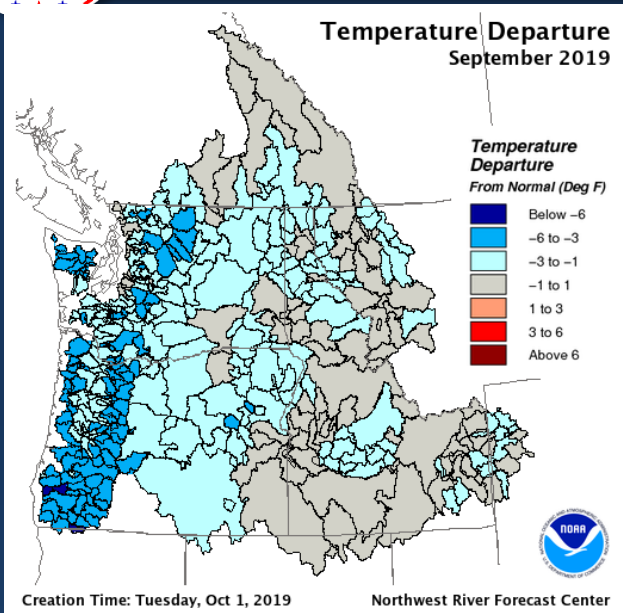 Temperature Departure
September 2019
Temperature
Departure
From Normal (Deg F)
Below −6
−6 to −3
−3 to −1
−1 to 1
1 to 3
3 to 6
Above 6
NOAA
Creation Time: Tuesday, Oct 1, 2019
Northwest River Forecast Center